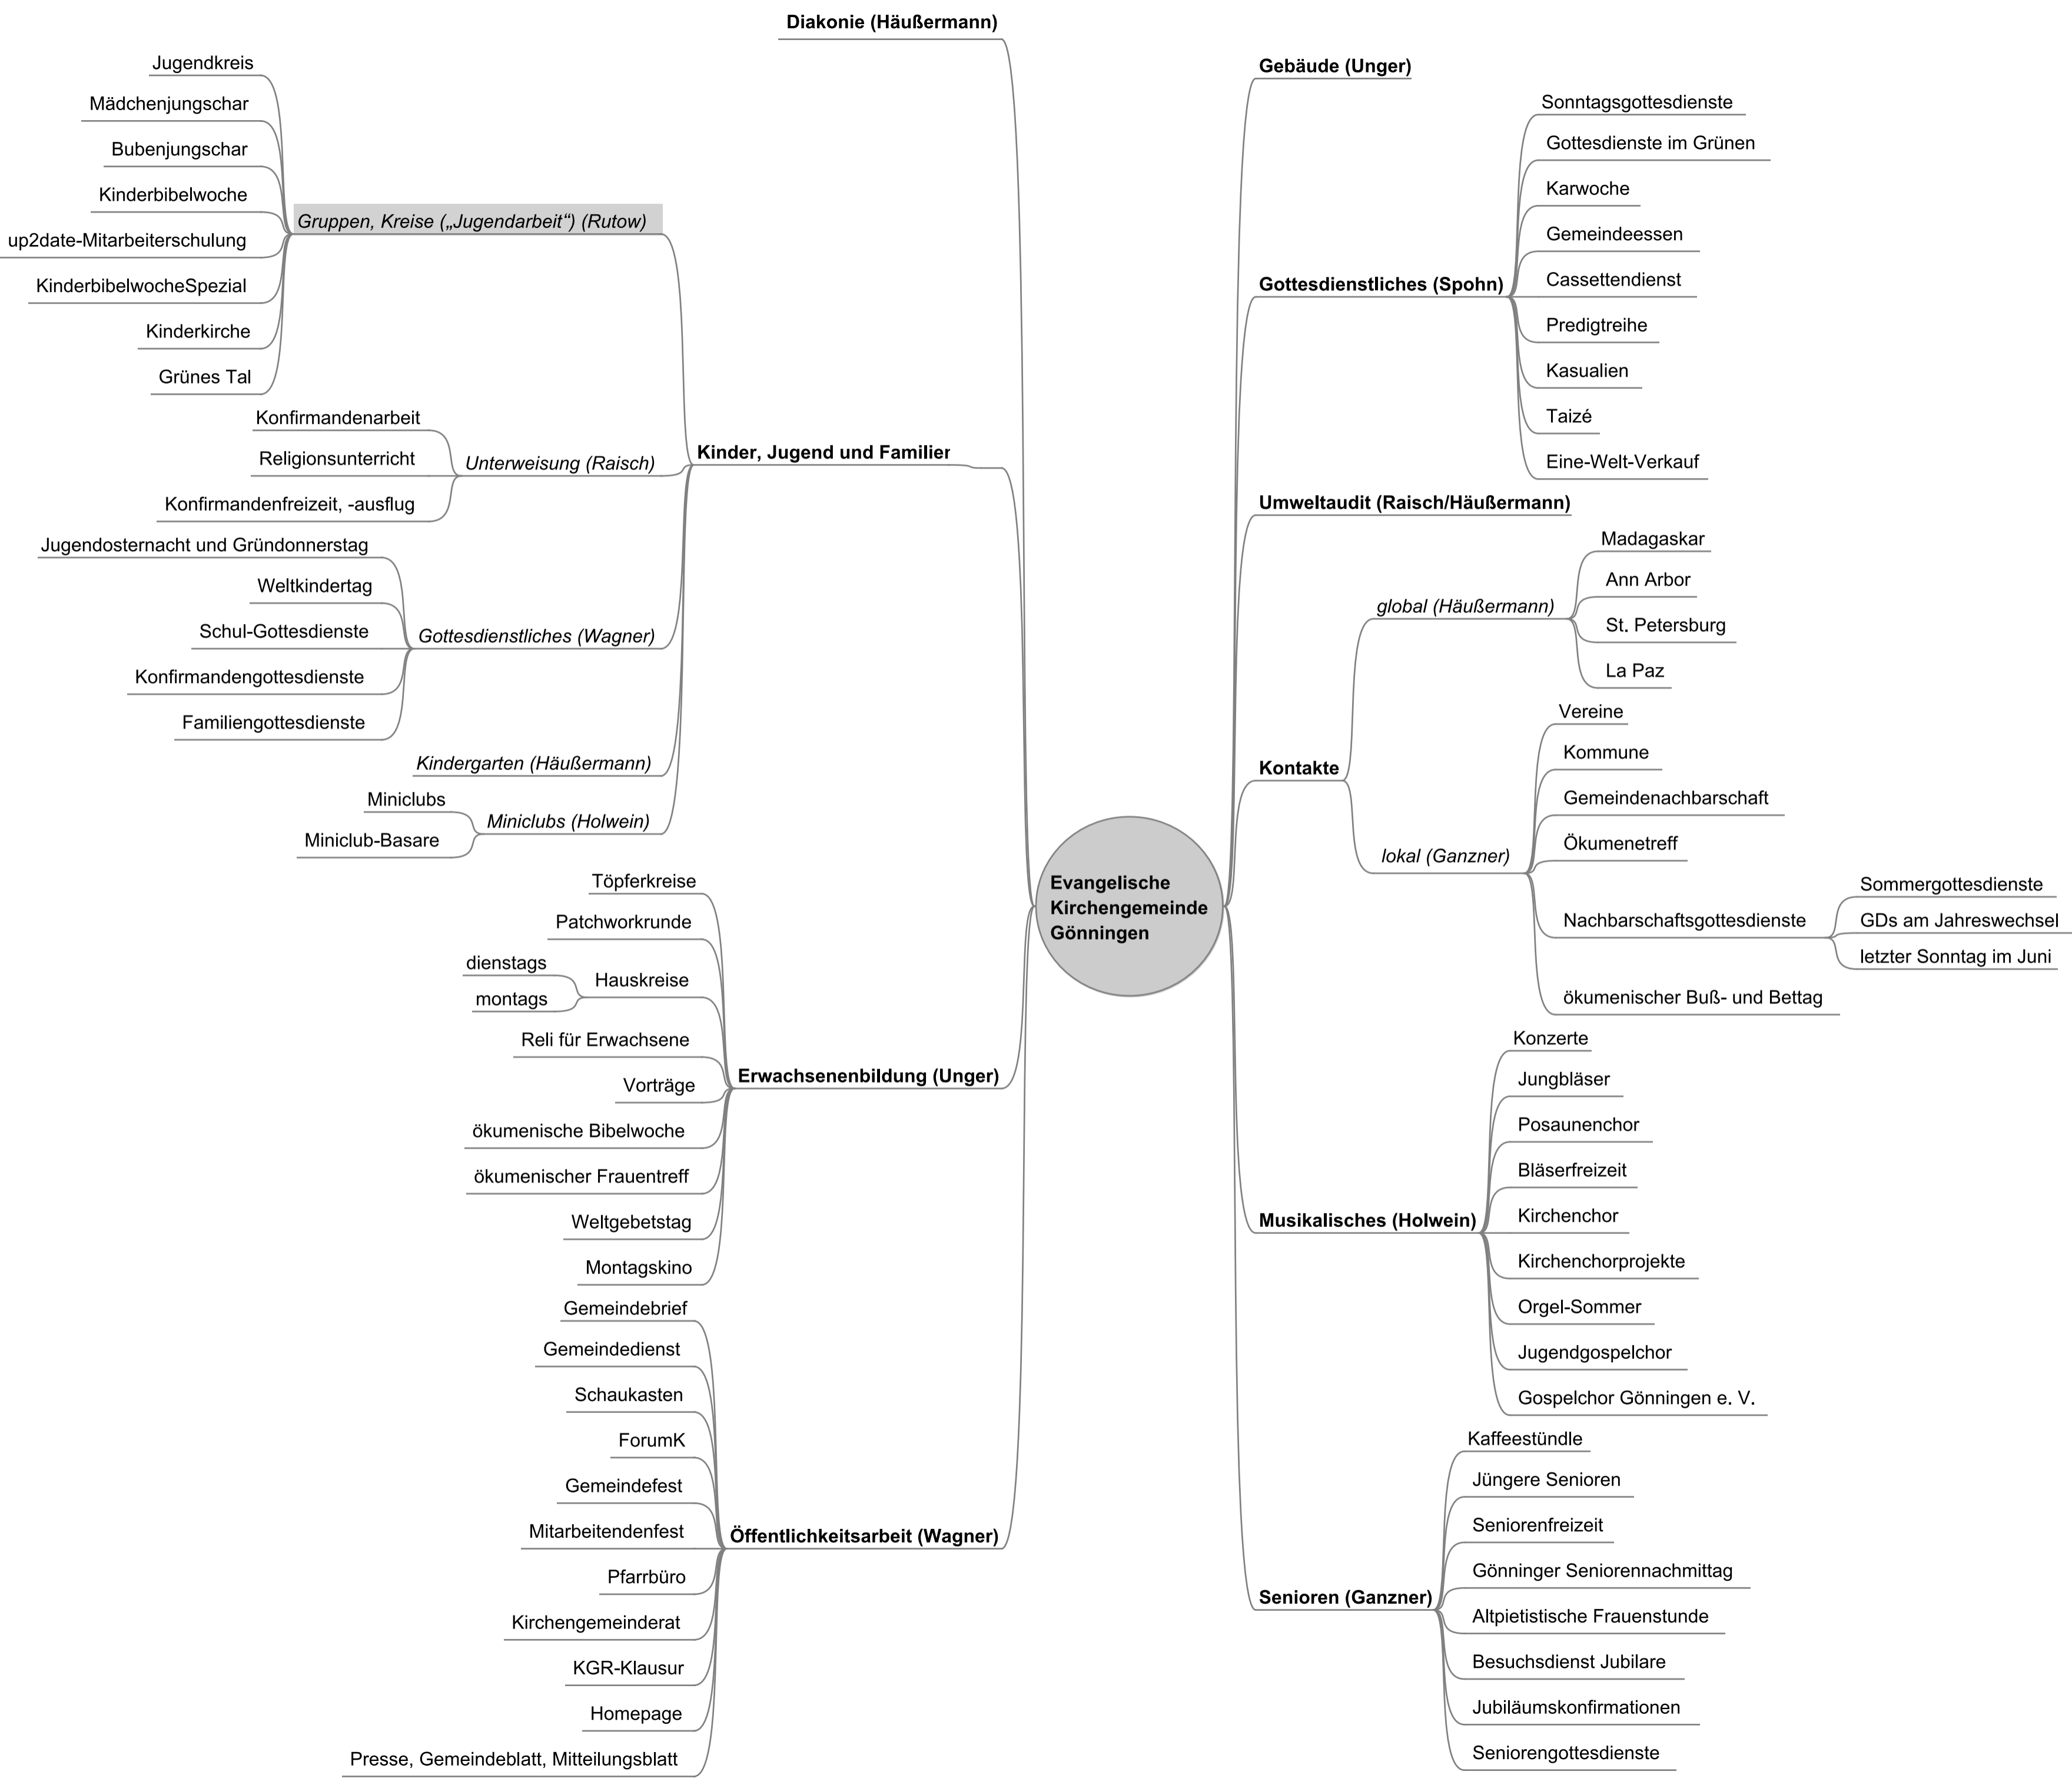 Diakonie (Häußermann)
Jugendkreis
Mädchenjungschar
Bubenjungschar
Kinderbibelwoche
up2date-Mitarbeiterschulung
KinderbibelwocheSpezial
Kinderkirche
Grünes Tal
Gruppen, Kreise („Jugendarbeit“) (Rutow)
Konfirmandenarbeit
Religionsunterricht
Konfirmandenfreizeit, -ausflug
Unterweisung (Raisch)
Kinder, Jugend und Familier
Jugendosternacht und Gründonnerstag
Weltkindertag
Schul-Gottesdienste
Konfirmandengottesdienste
Familiengottesdienste
Gottesdienstliches (Wagner)
Kindergarten (Häußermann)
Miniclubs
Miniclub-Basare
Miniclubs (Holwein)
Töpferkreise
Patchworkrunde
dienstags
montags
Hauskreise
Reli für Erwachsene
Vorträge
ökumenische Bibelwoche
ökumenischer Frauentreff
Weltgebetstag
Montagskino
Erwachsenenbildung (Unger)
Gemeindebrief
Gemeindedienst
Schaukasten
ForumK
Gemeindefest
Mitarbeitendenfest
Pfarrbüro
Kirchengemeinderat
KGR-Klausur
Homepage
Presse, Gemeindeblatt, Mitteilungsblatt
Öffentlichkeitsarbeit (Wagner)
Evangelische
Kirchengemeinde
Gönningen
Gebäude (Unger)
Gottesdienstliches (Spohn)
Sonntagsgottesdienste
Gottesdienste im Grünen
Karwoche
Gemeindeessen
Cassettendienst
Predigtreihe
Kasualien
Taizé
Eine-Welt-Verkauf
Umweltaudit (Raisch/Häußermann)
Kontakte
global (Häußermann)
Madagaskar
Ann Arbor
St. Petersburg
La Paz
lokal (Ganzner)
Vereine
Kommune
Gemeindenachbarschaft
Ökumenetreff
Nachbarschaftsgottesdienste
Sommergottesdienste
GDs am Jahreswechsel
letzter Sonntag im Juni
ökumenischer Buß- und Bettag
Musikalisches (Holwein)
Konzerte
Jungbläser
Posaunenchor
Bläserfreizeit
Kirchenchor
Kirchenchorprojekte
Orgel-Sommer
Jugendgospelchor
Gospelchor Gönningen e. V.
Senioren (Ganzner)
Kaffeestündle
Jüngere Senioren
Seniorenfreizeit
Gönninger Seniorennachmittag
Altpietistische Frauenstunde
Besuchsdienst Jubilare
Jubiläumskonfirmationen
Seniorengottesdienste